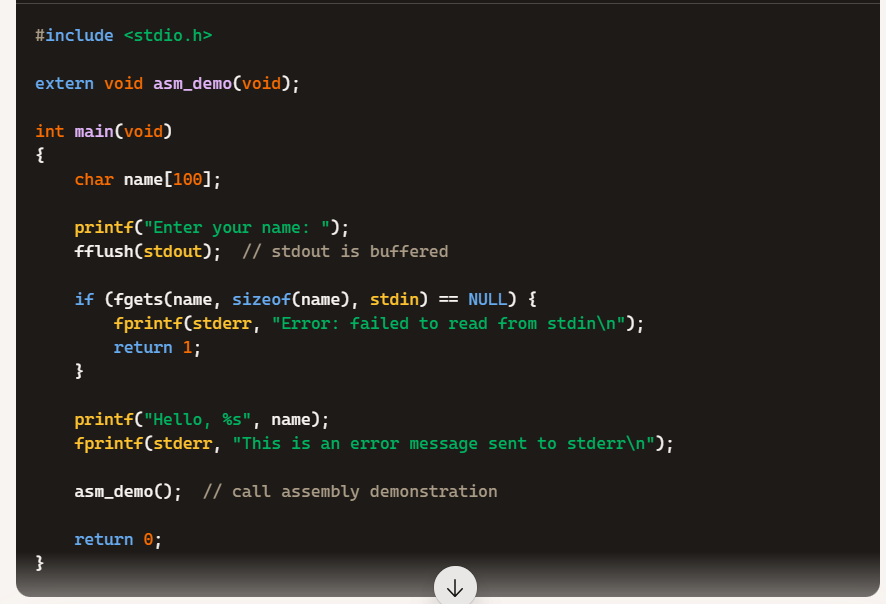 #include <stdio.h>
extern void asm_demo(void);
int main(void)
{
    char name[100];
    printf("Enter your name: ");
    fflush(stdout);  // stdout is buffered
    if (fgets(name, sizeof(name), stdin) == NULL) {
        fprintf(stderr, "Error: failed to read from stdin\n");
        return 1;
    }
    printf("Hello, %s", name);
    fprintf(stderr, "This is an error message sent to stderr\n");
    asm_demo();  // call assembly demonstration
    return 0;
}